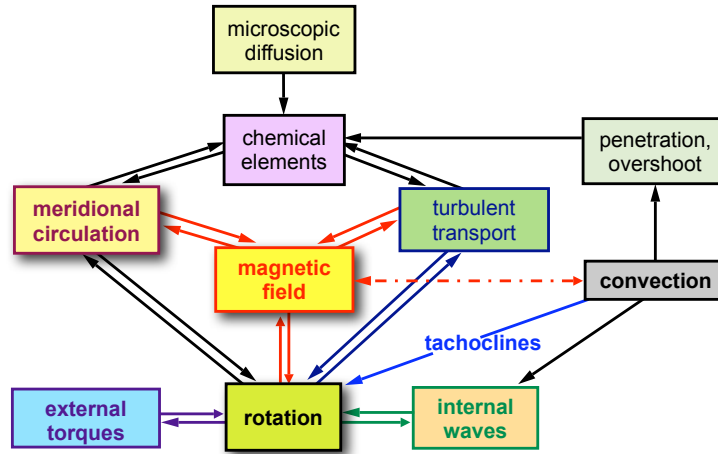 microscopic
diffusion
chemical
elements
penetration,
overshoot
meridional
circulation
turbulent
transport
magnetic
field
convection
tachoclines
external
torques
rotation
internal
waves